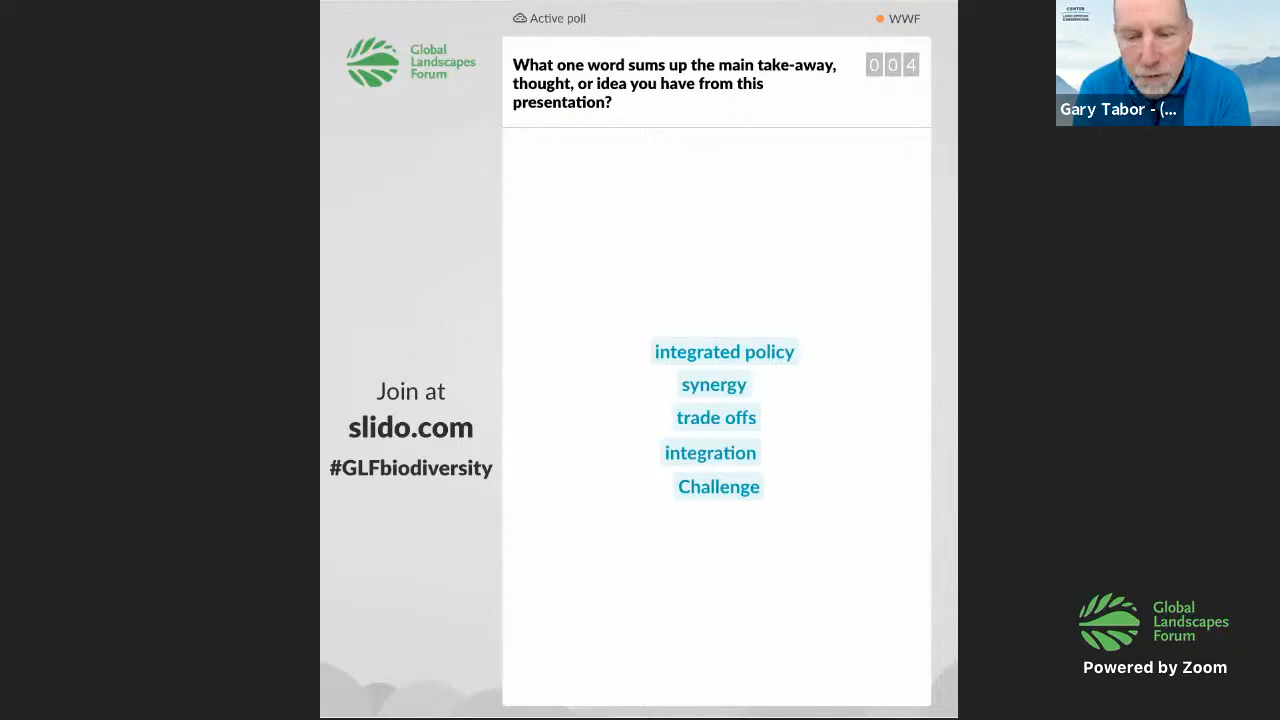 Active poll
WWF
Global
Landscapes
Forum
What one word sums up the main take-away,
thought, or idea you have from this
presentation?
004
integrated policy
synergy
trade offs
integration
Challenge
Join at
slido.com
#GLFbiodiversity
CENTER
CONSERVATION
Gary Tabor - (...
Global
Landscapes
Forum
Powered by Zoom